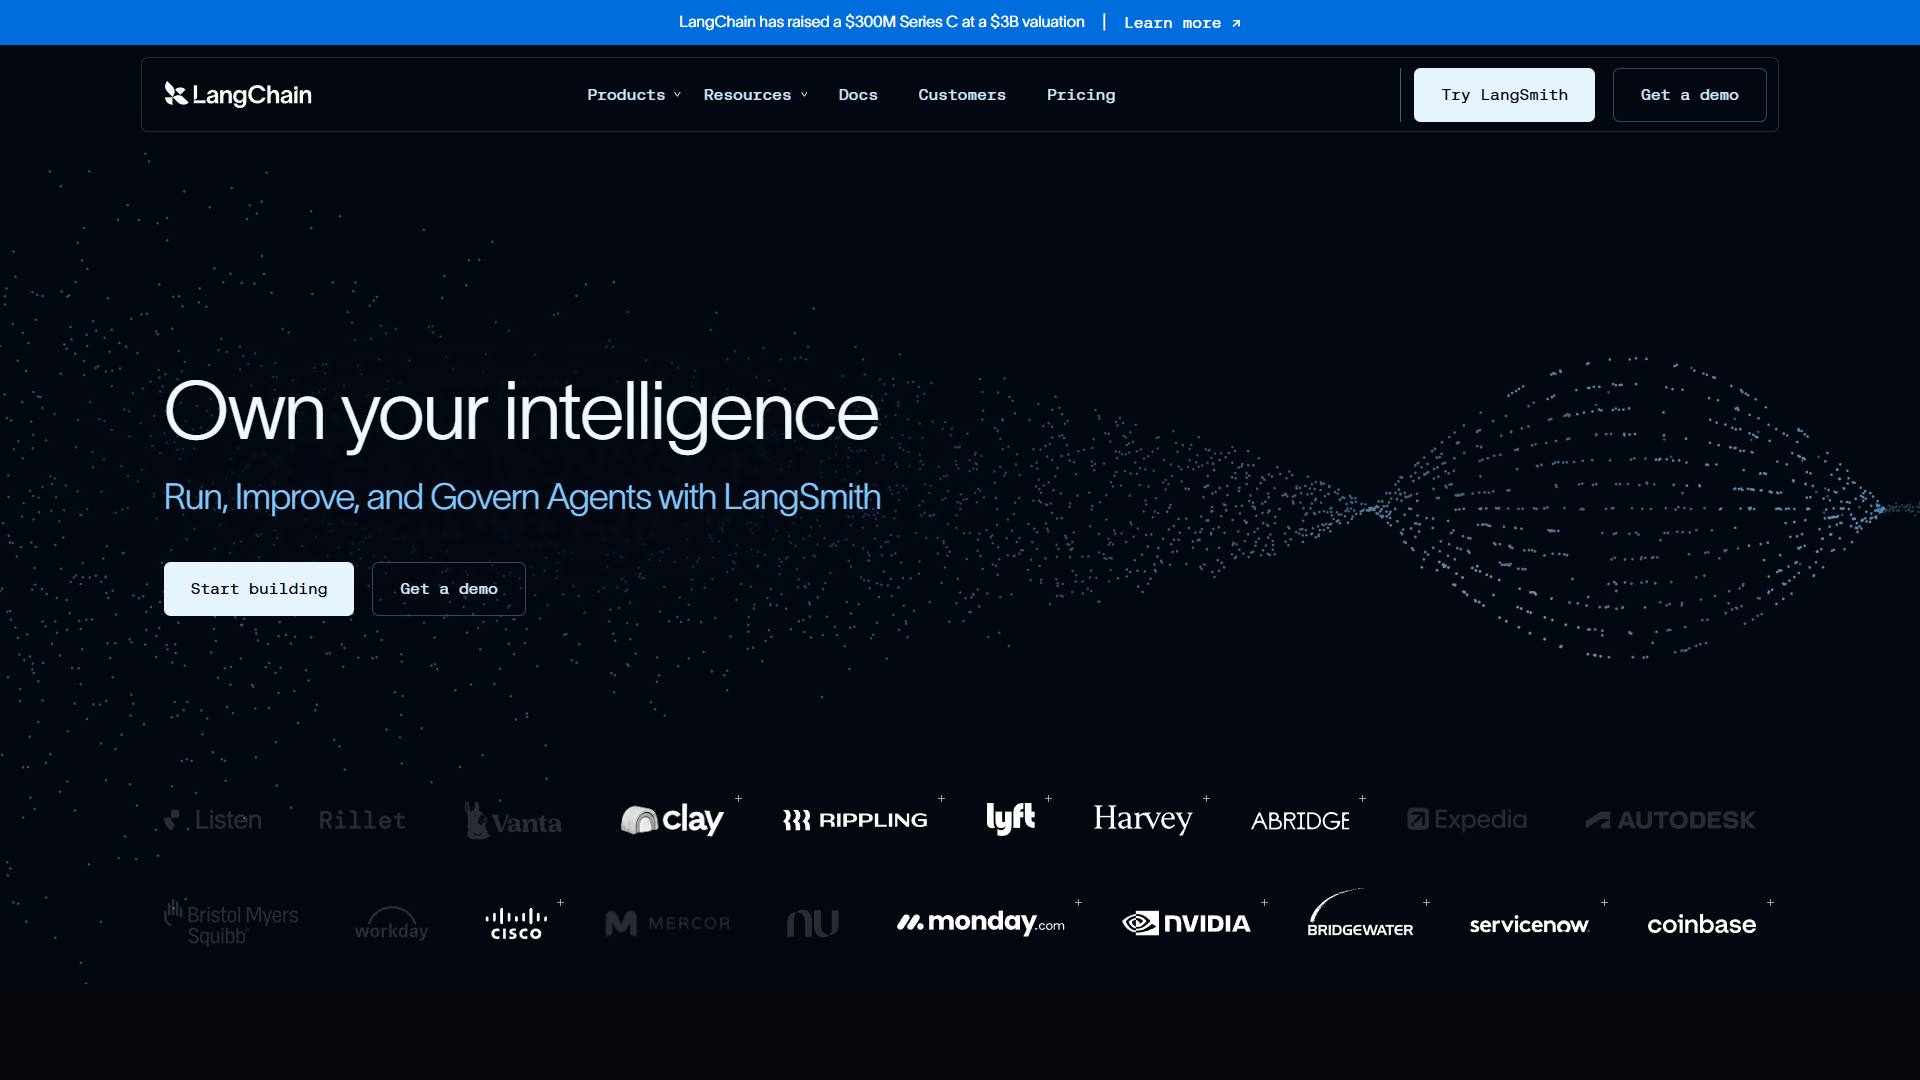 LangChain has raised a $300M Series C at a $3B valuation | Learn more ↗
LangChain Products Resources Docs Customers Pricing Try LangSmith Get a demo
Own your intelligence
Run, Improve, and Govern Agents with LangSmith
Start building Get a demo
Listen Rillet Vanta clay RIPPLING lyft Harvey ABRIDGE Expedia AUTODESK
Bristol Myers
Squibb workday CISCO MERCOR nu monday.com NVIDIA BRIDGEWATER servicenow coinbase